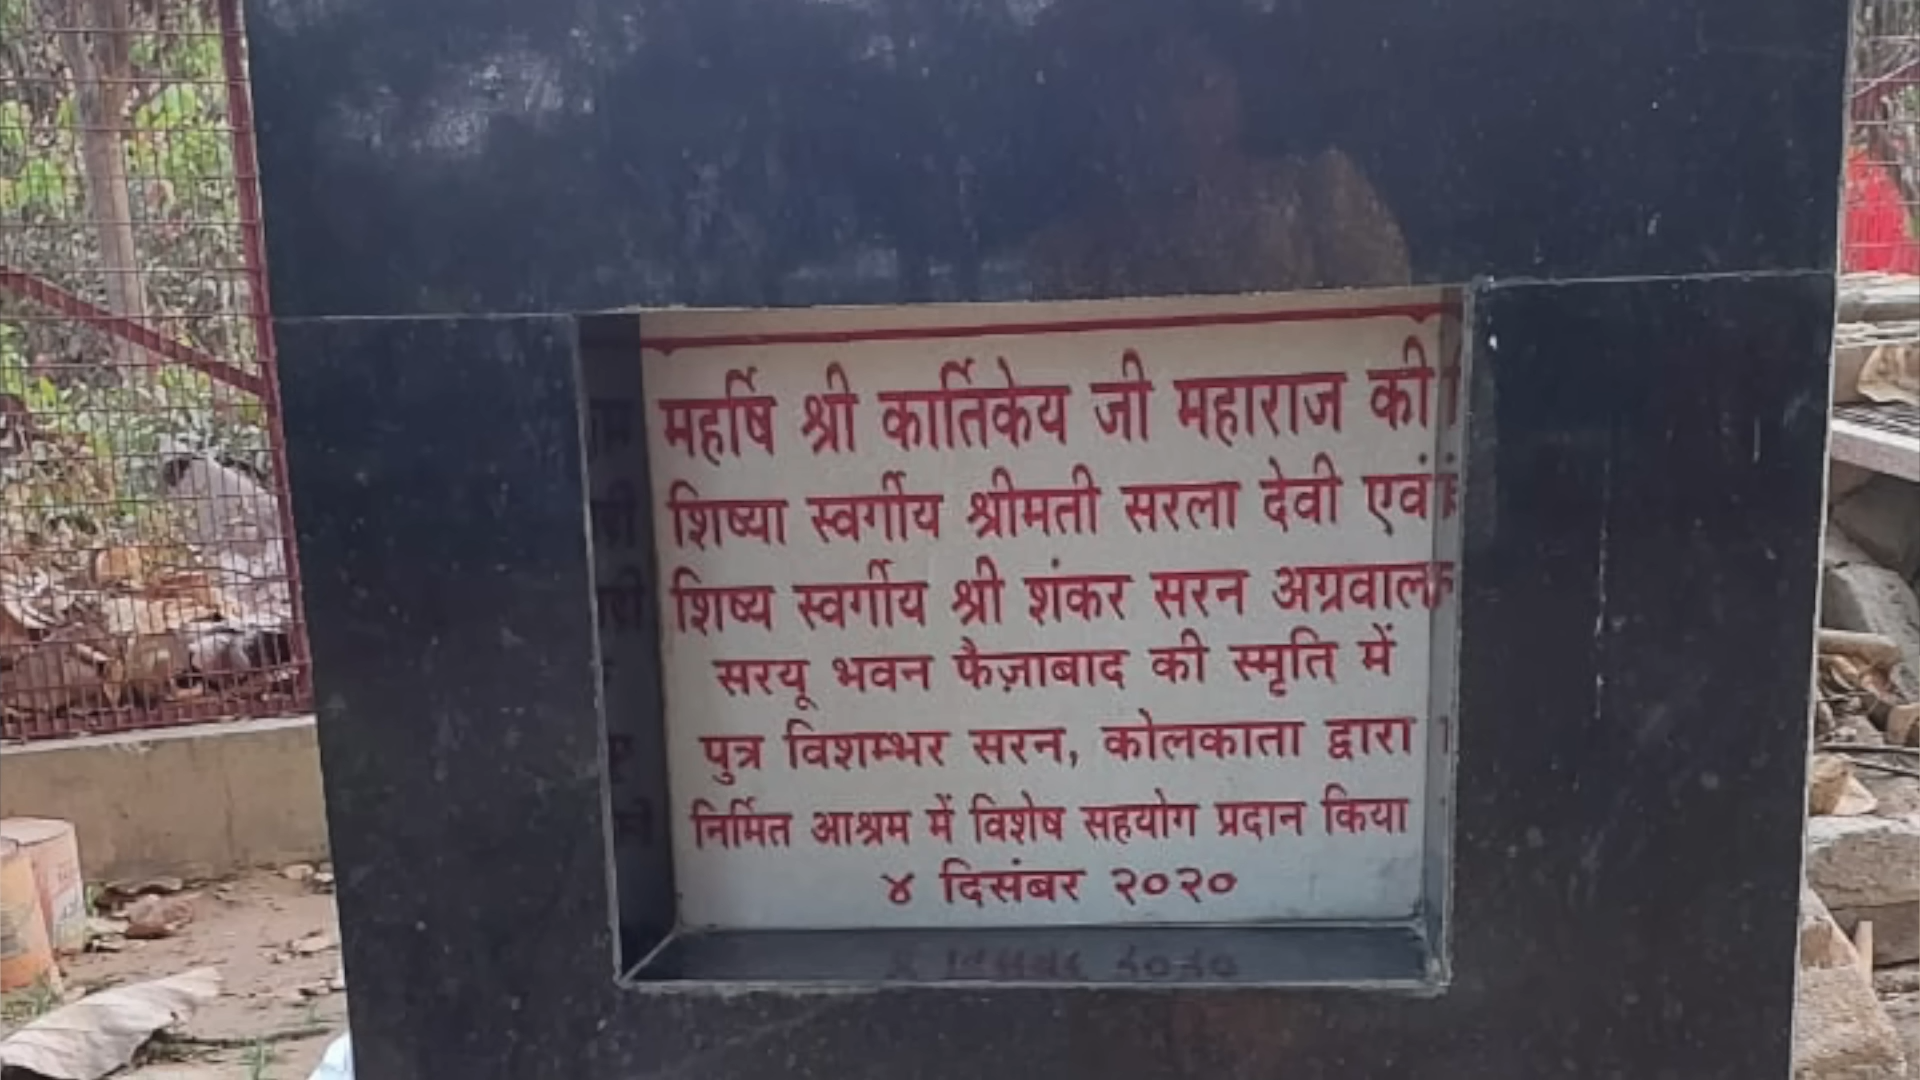 महर्षि श्री कार्तिकेय जी महाराज की
शिष्या स्वर्गीय श्रीमती सरला देवी एवं
शिष्य स्वर्गीय श्री शंकर सरन अग्रवाल
सरयू भवन फैज़ाबाद की स्मृति में
पुत्र विशम्भर सरन, कोलकाता द्वारा
निर्मित आश्रम में विशेष सहयोग प्रदान किया
४ दिसंबर २०२०